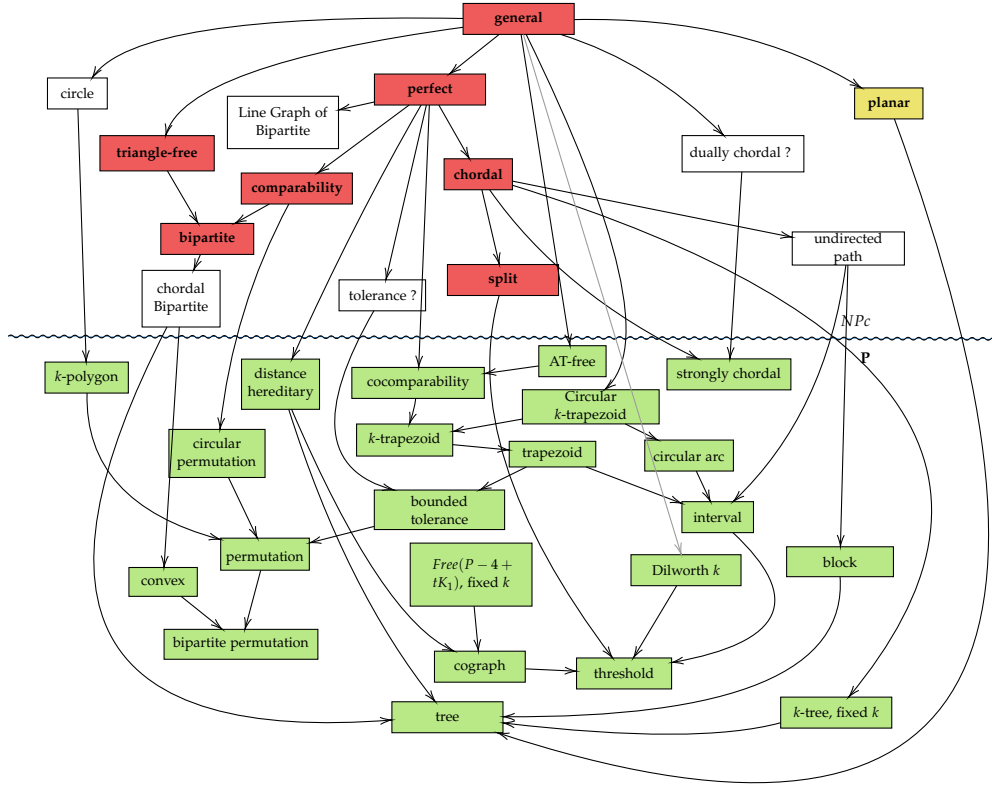 general
circle
perfect
planar
Line Graph of
Bipartite
triangle-free
dually chordal ?
chordal
comparability
bipartite
undirected
path
split
chordal
Bipartite
tolerance ?
NPc
P
k-polygon
distance
hereditary
AT-free
cocomparability
strongly chordal
Circular
k-trapezoid
k-trapezoid
circular
permutation
trapezoid
circular arc
bounded
tolerance
interval
permutation
Free(P − 4 +
tK1), fixed k
Dilworth k
block
convex
bipartite permutation
cograph
threshold
tree
k-tree, fixed k